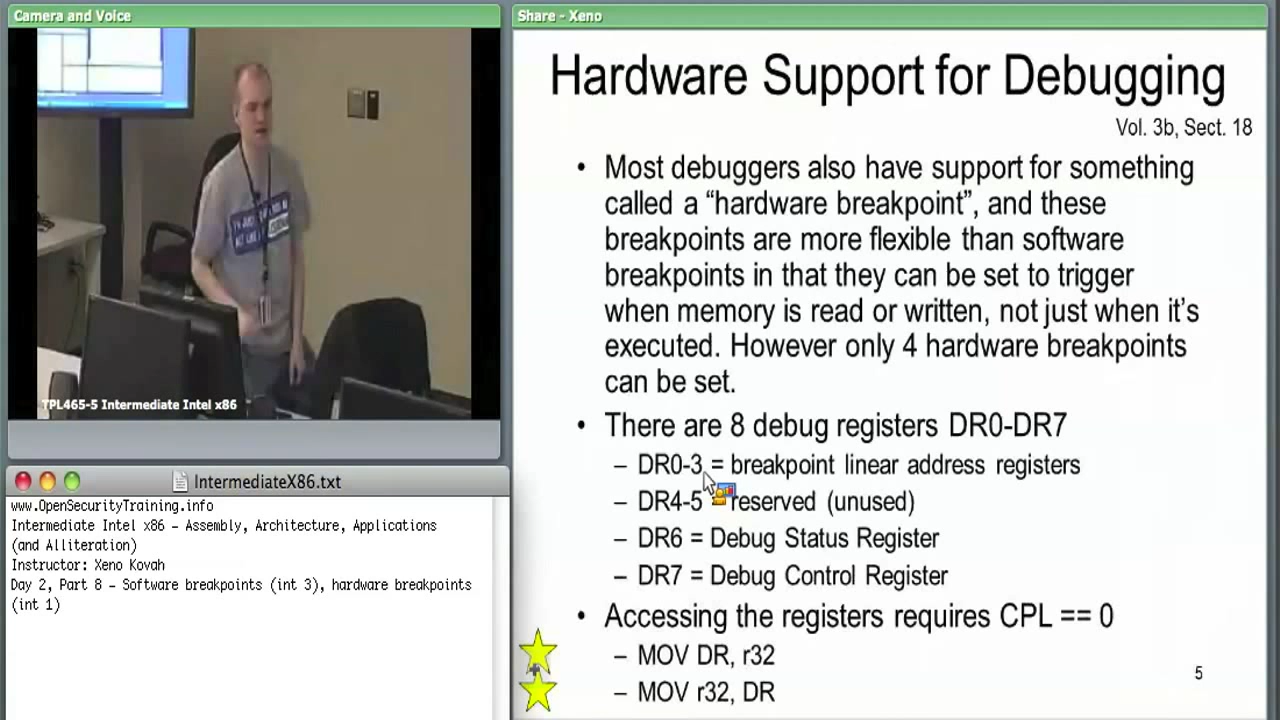 Camera and Voice
TPL465-5 Intermediate Intel x86
IntermediateX86.txt
www.OpenSecurityTraining.info
Intermediate Intel x86 – Assembly, Architecture, Applications
(and Alliteration)
Instructor: Xeno Kovah
Day 2, Part 8 – Software breakpoints (int 3), hardware breakpoints
(int 1)
Share - Xeno
Hardware Support for Debugging
Vol. 3b, Sect. 18
• Most debuggers also have support for something
called a “hardware breakpoint”, and these
breakpoints are more flexible than software
breakpoints in that they can be set to trigger
when memory is read or written, not just when it’s
executed. However only 4 hardware breakpoints
can be set.
• There are 8 debug registers DR0-DR7
– DR0-3 = breakpoint linear address registers
– DR4-5 reserved (unused)
– DR6 = Debug Status Register
– DR7 = Debug Control Register
• Accessing the registers requires CPL == 0
– MOV DR, r32
– MOV r32, DR
5